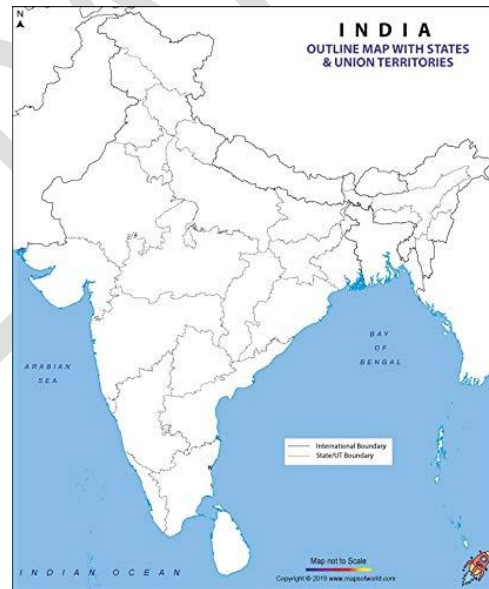 N
INDIA
OUTLINE MAP WITH STATES
& UNION TERRITORIES
ARABIAN
SEA
BAY
OF
BENGAL
International Boundary
State/UT Boundary
Map not to Scale
Copyright © 2019 www.mapsofworld.com
INDIAN OCEAN